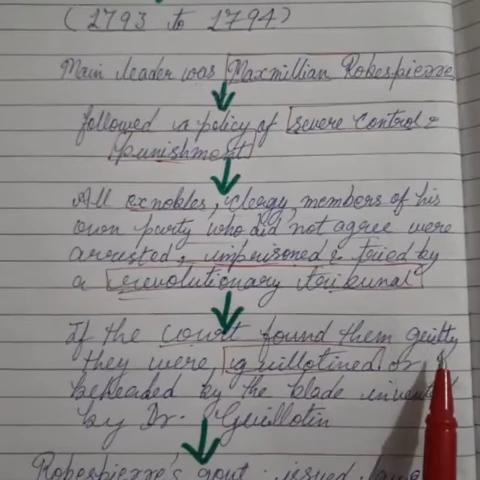 (1793 to 1794)
Main leader was Maxmillian Robespierre
followed a policy of severe control &
punishment
All ex nobles, clergy, members of his
own party who did not agree were
arrested, imprisoned & tried by
a revolutionary tribunal
If the court found them guilty
they were, guillotined or
beheaded by the blade
by Dr. Guillotin
Robespierre's govt. issued